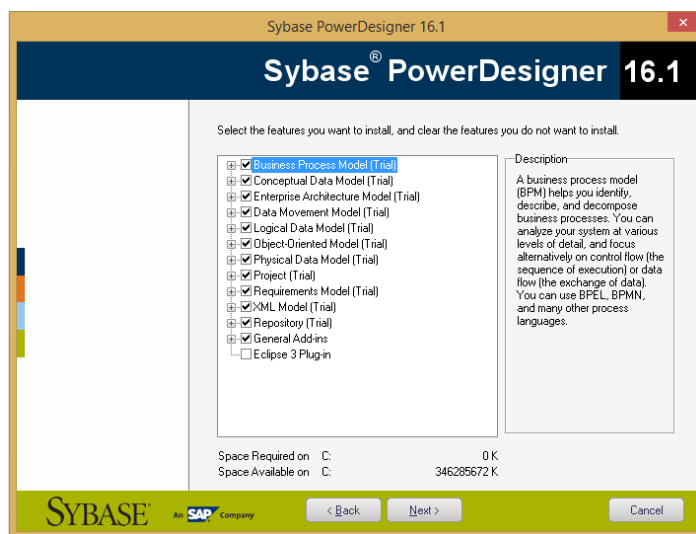 Sybase PowerDesigner 16.1
Sybase® PowerDesigner 16.1
Select the features you want to install, and clear the features you do not want to install.
Business Process Model (Trial)
Conceptual Data Model (Trial)
Enterprise Architecture Model (Trial)
Data Movement Model (Trial)
Logical Data Model (Trial)
Object-Oriented Model (Trial)
Physical Data Model (Trial)
Project (Trial)
Requirements Model (Trial)
XML Model (Trial)
Repository (Trial)
General Add-ins
Eclipse 3 Plug-in
Description
A business process model
(BPM) helps you identify,
describe, and decompose
business processes. You can
analyze your system at various
levels of detail, and focus
alternatively on control flow (the
sequence of execution) or data
flow (the exchange of data).
You can use BPEL, BPMN,
and many other process
languages.
Space Required on C: 0 K
Space Available on C: 346285672 K
SYBASE An SAP Company
< Back
Next >
Cancel